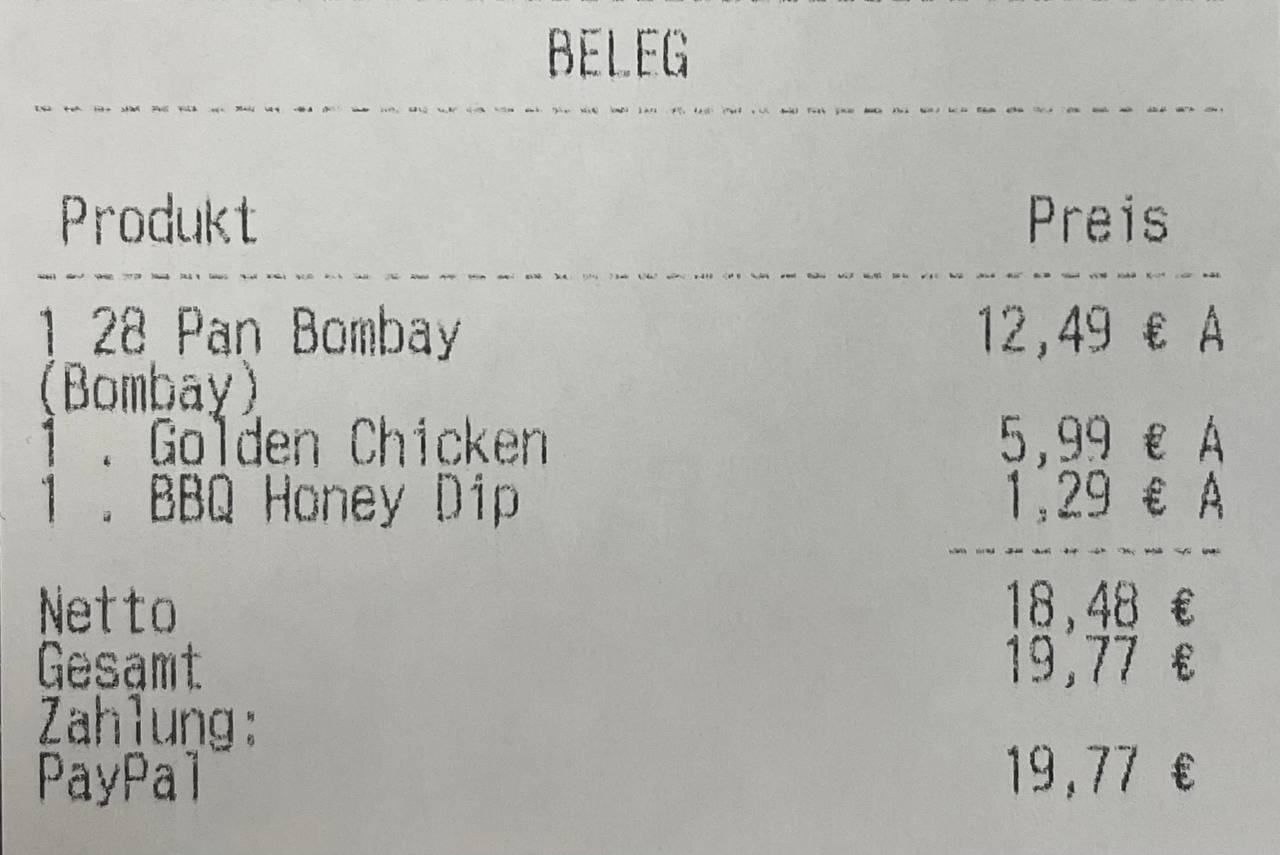 BELEG
Produkt Preis
1 28 Pan Bombay 12,49 € A
(Bombay)
1 . Golden Chicken 5,99 € A
1 . BBQ Honey Dip 1,29 € A
Netto 18,48 €
Gesamt 19,77 €
Zahlung:
PayPal 19,77 €